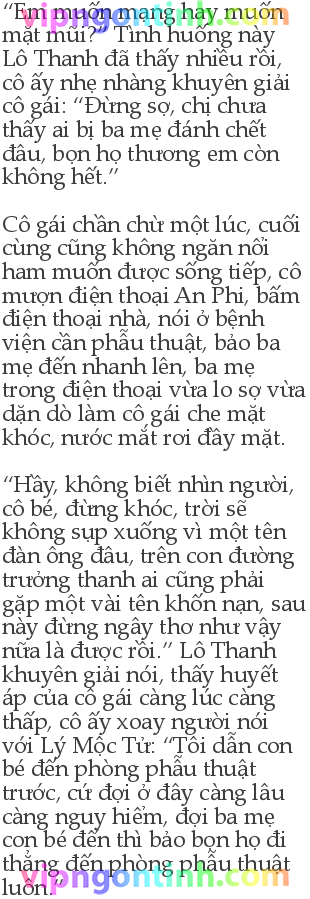 “Em muốn mạng hay muốn
mặt mũi?” Tình huống này
Lô Thanh đã thấy nhiều rồi,
cô ấy nhẹ nhàng khuyên giải
cô gái: “Đừng sợ, chị chưa
thấy ai bị ba mẹ đánh chết
đâu, bọn họ thương em còn
không hết.”
Cô gái chần chừ một lúc, cuối
cùng cũng không ngăn nổi
ham muốn được sống tiếp, cô
mượn điện thoại An Phi, bấm
điện thoại nhà, nói ở bệnh
viện cần phẫu thuật, bảo ba
mẹ đến nhanh lên, ba mẹ
trong điện thoại vừa lo sợ vừa
dặn dò làm cô gái che mặt
khóc, nước mắt rơi đầy mặt.
“Hầy, không biết nhìn người,
cô bé, đừng khóc, trời sẽ
không sụp xuống vì một tên
đàn ông đâu, trên con đường
trưởng thanh ai cũng phải
gặp một vài tên khốn nạn, sau
này đừng ngây thơ như vậy
nữa là được rồi.” Lô Thanh
khuyên giải nói, thấy huyết
áp của cô gái càng lúc càng
thấp, cô ấy xoay người nói
với Lý Mộc Tử: “Tôi dẫn con
bé đến phòng phẫu thuật
trước, cứ đợi ở đây càng lâu
càng nguy hiểm, đợi ba mẹ
con bé đến thì bảo bọn họ đi
thẳng đến phòng phẫu thuật
luôn.”
vipngontinh.com
vipngontinh.com